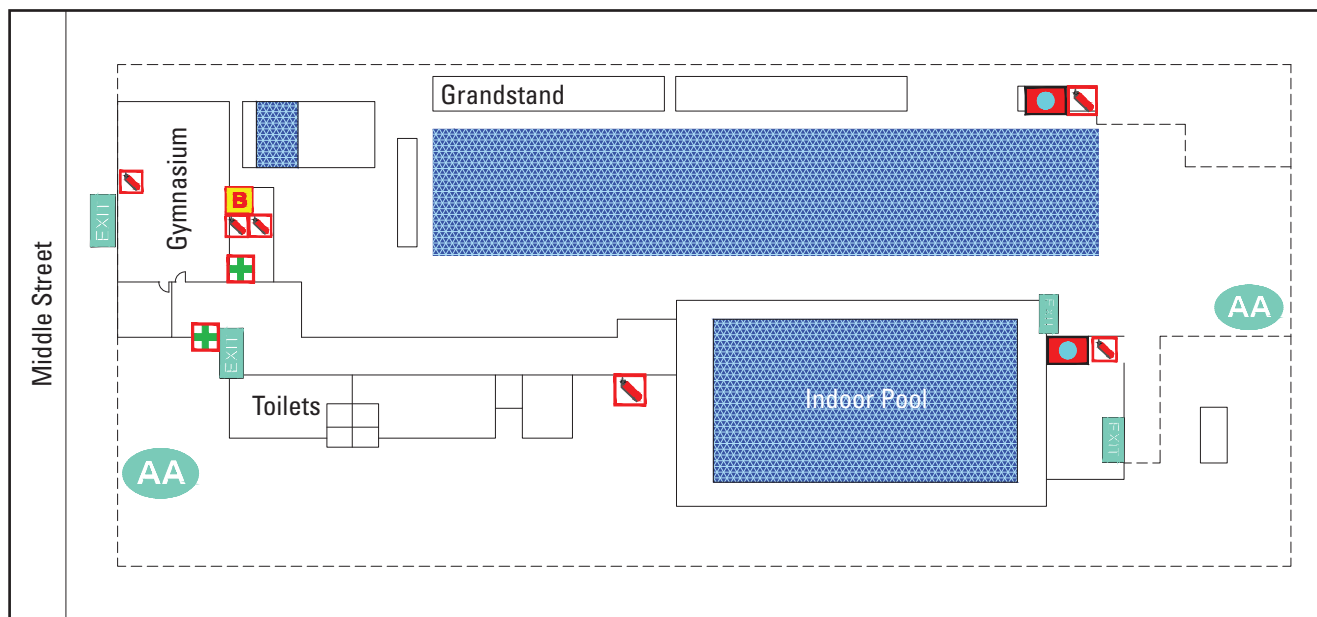 Middle Street
Grandstand
Gymnasium
EXIT
B
EXIT
EXIT
AA
Toilets
Indoor Pool
EXIT
AA